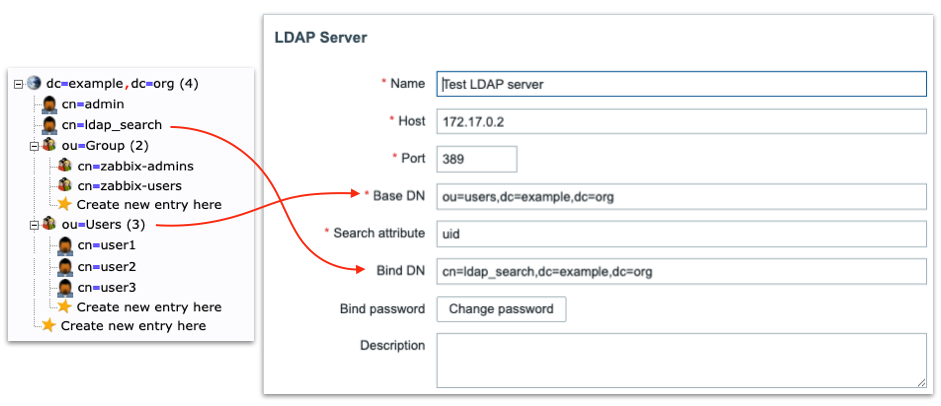 dc=example,dc=org (4)
cn=admin
cn=ldap_search
ou=Group (2)
cn=zabbix-admins
cn=zabbix-users
Create new entry here
ou=Users (3)
cn=user1
cn=user2
cn=user3
Create new entry here
Create new entry here
LDAP Server
* Name Test LDAP server
* Host 172.17.0.2
* Port 389
* Base DN ou=users,dc=example,dc=org
* Search attribute uid
Bind DN cn=ldap_search,dc=example,dc=org
Bind password Change password
Description